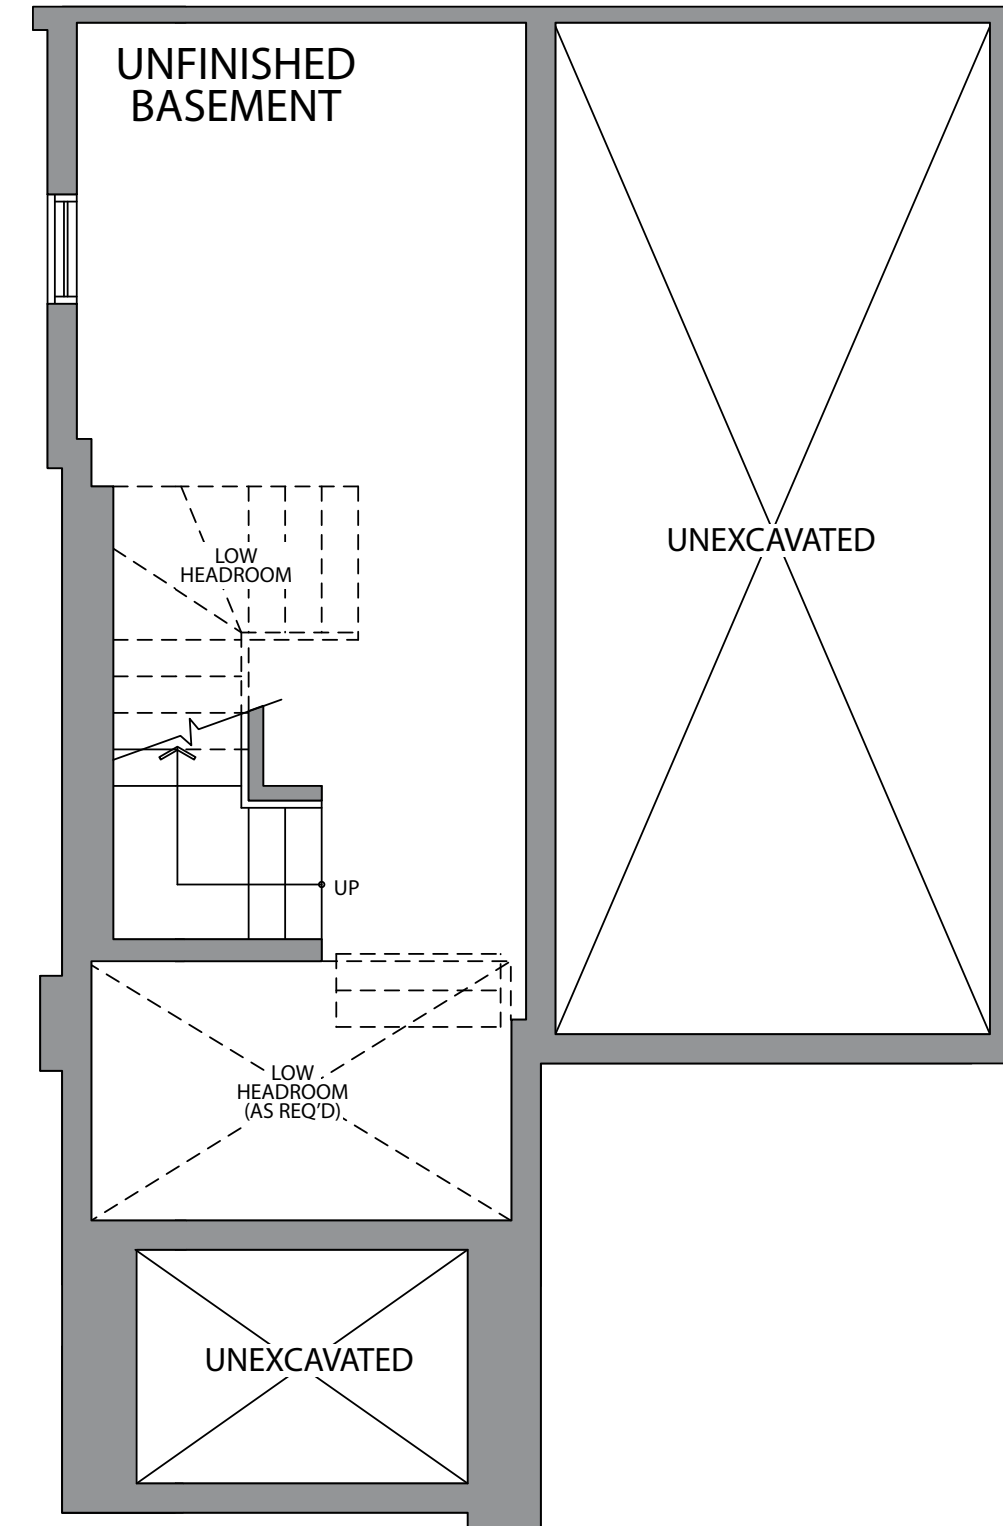 UNFINISHED
BASEMENT
UNEXCAVATED
LOW
HEADROOM
UP
LOW
HEADROOM
(AS REQ'D)
UNEXCAVATED